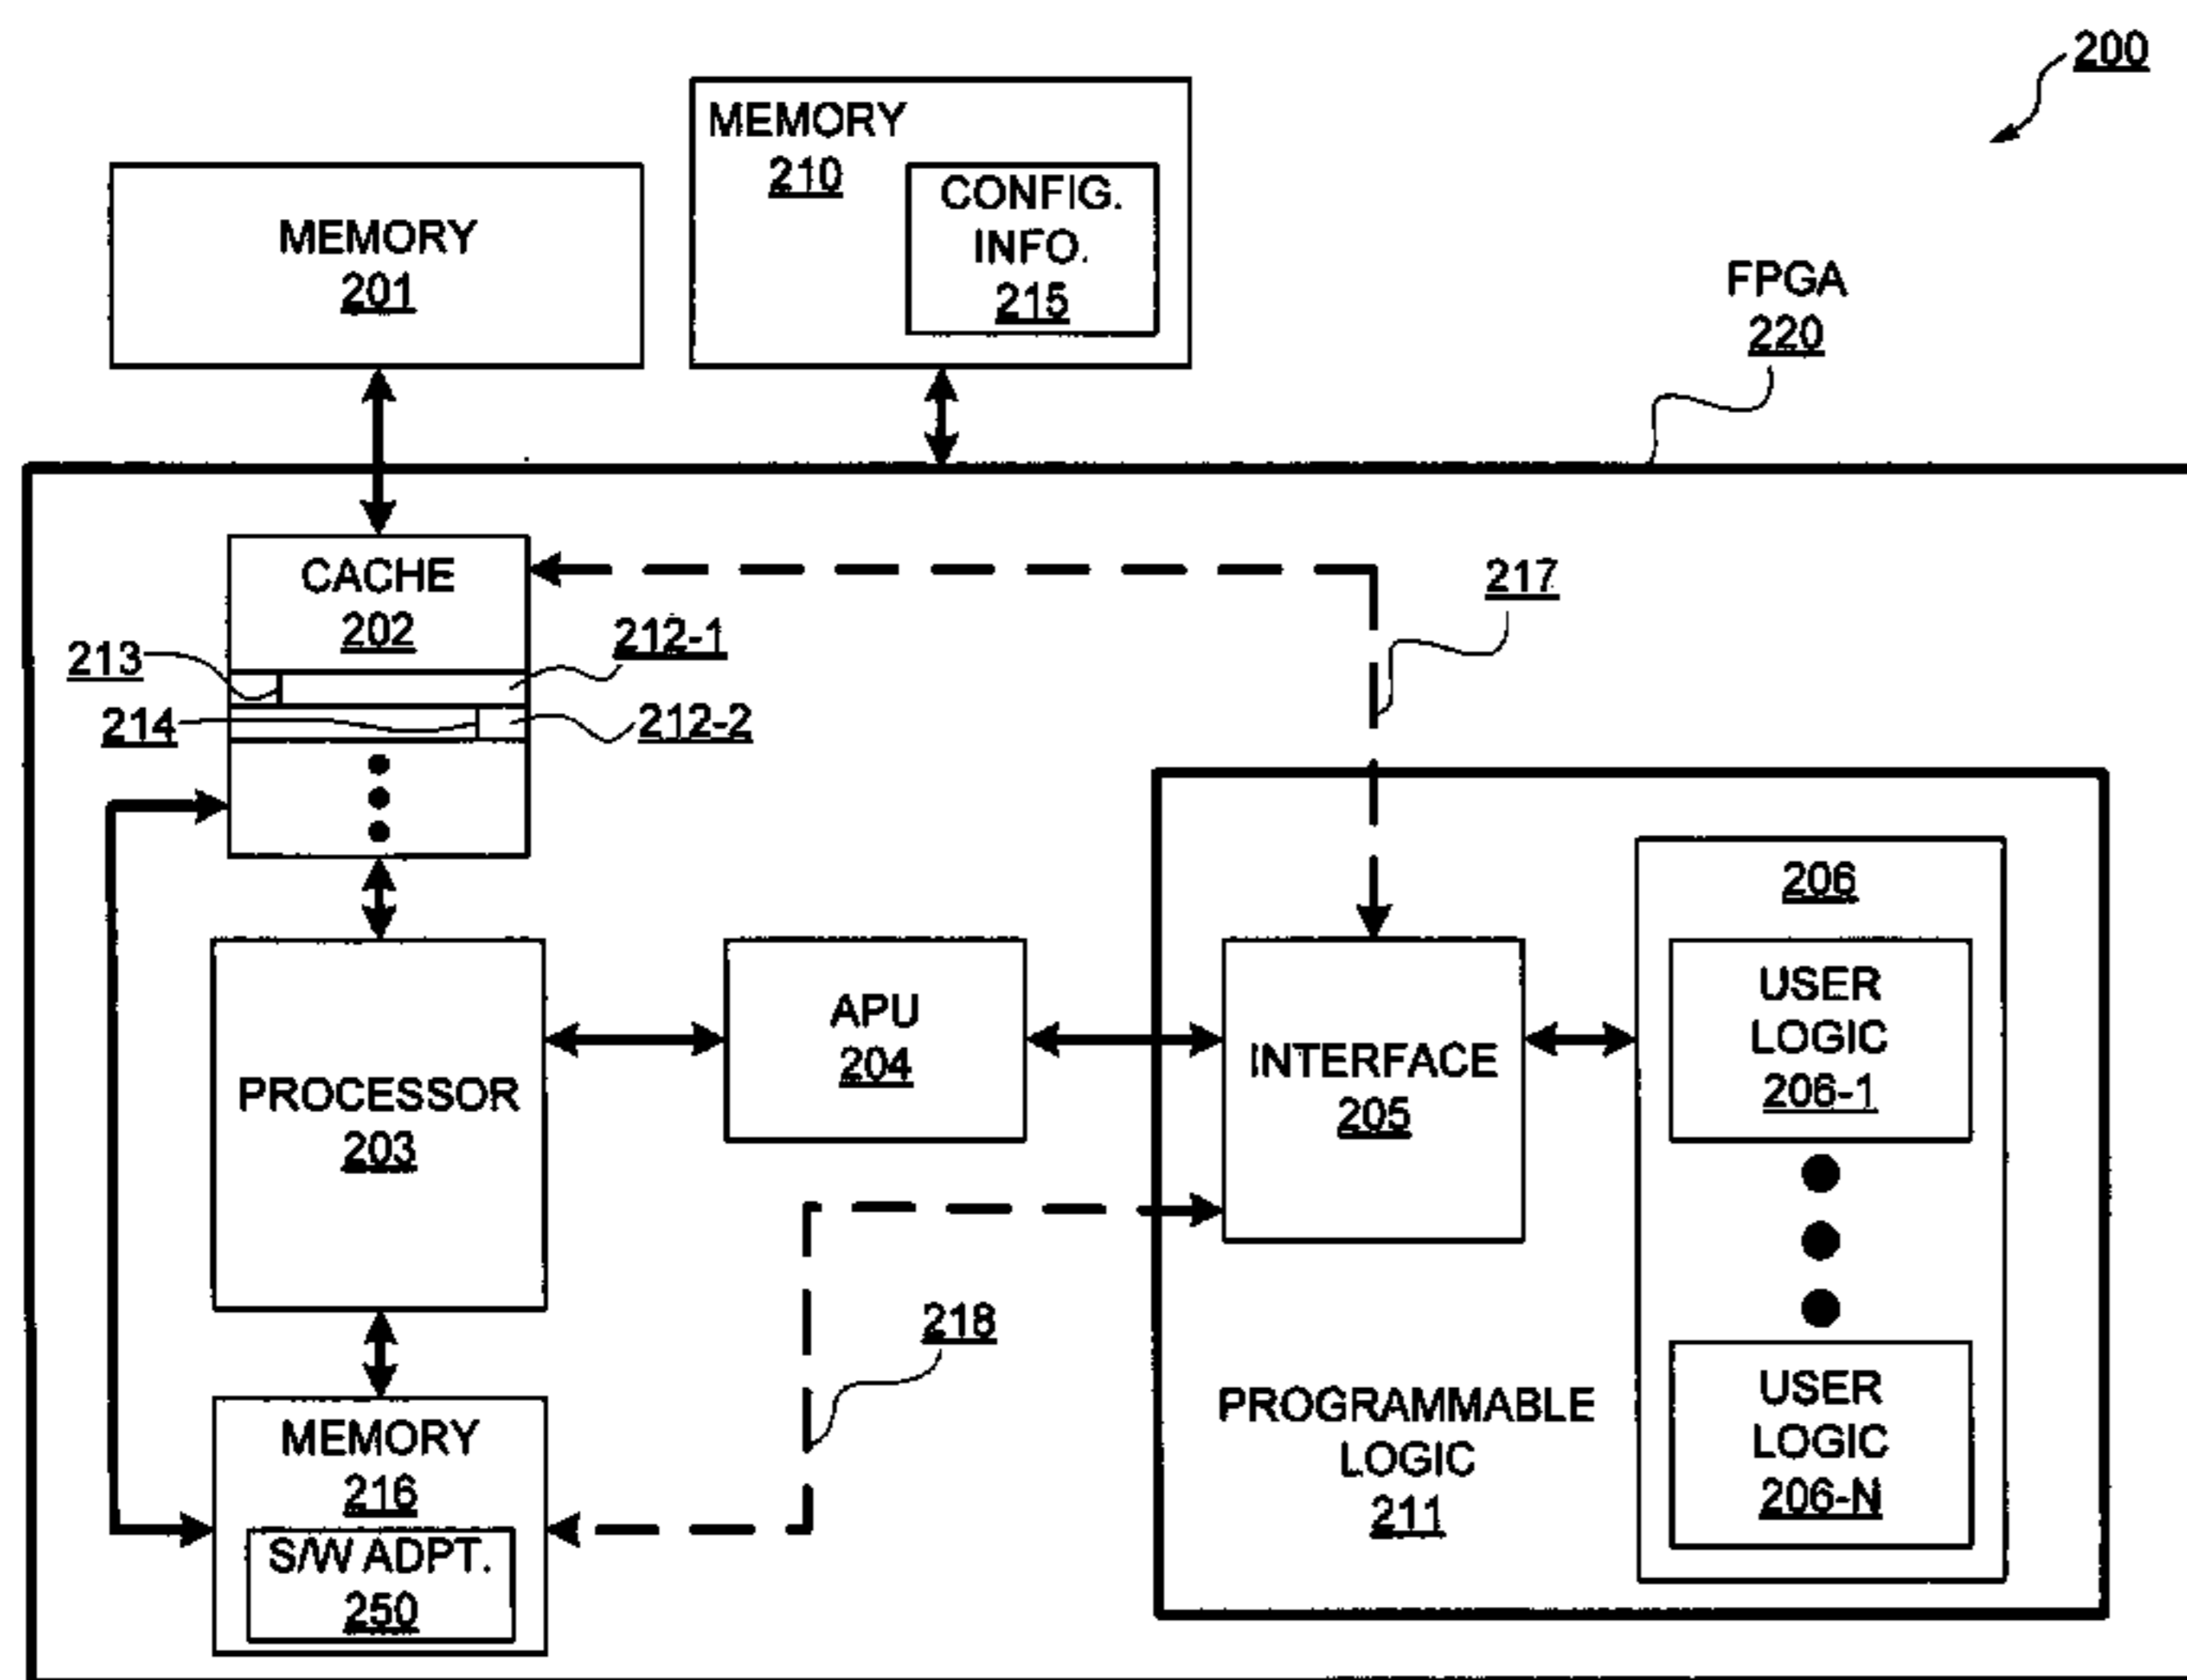 200
MEMORY
210
CONFIG.
INFO.
215
MEMORY
201
FPGA
220
CACHE
202
217
212-1
213
214
212-2
206
USER
LOGIC
206-1
APU
204
INTERFACE
205
PROCESSOR
203
218
USER
LOGIC
206-N
PROGRAMMABLE
LOGIC
211
MEMORY
216
S/W ADPT.
250